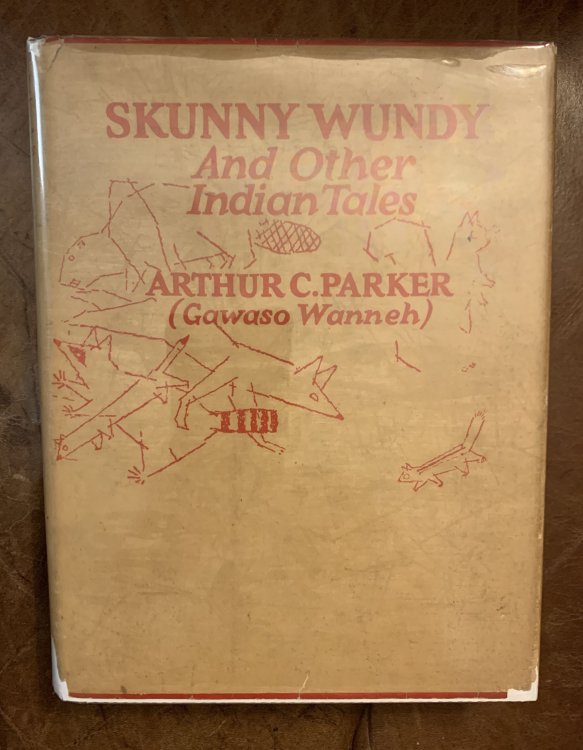 SKUNNY WUNDY
And Other
Indian Tales
ARTHUR C. PARKER
(Gawaso Wanneh)